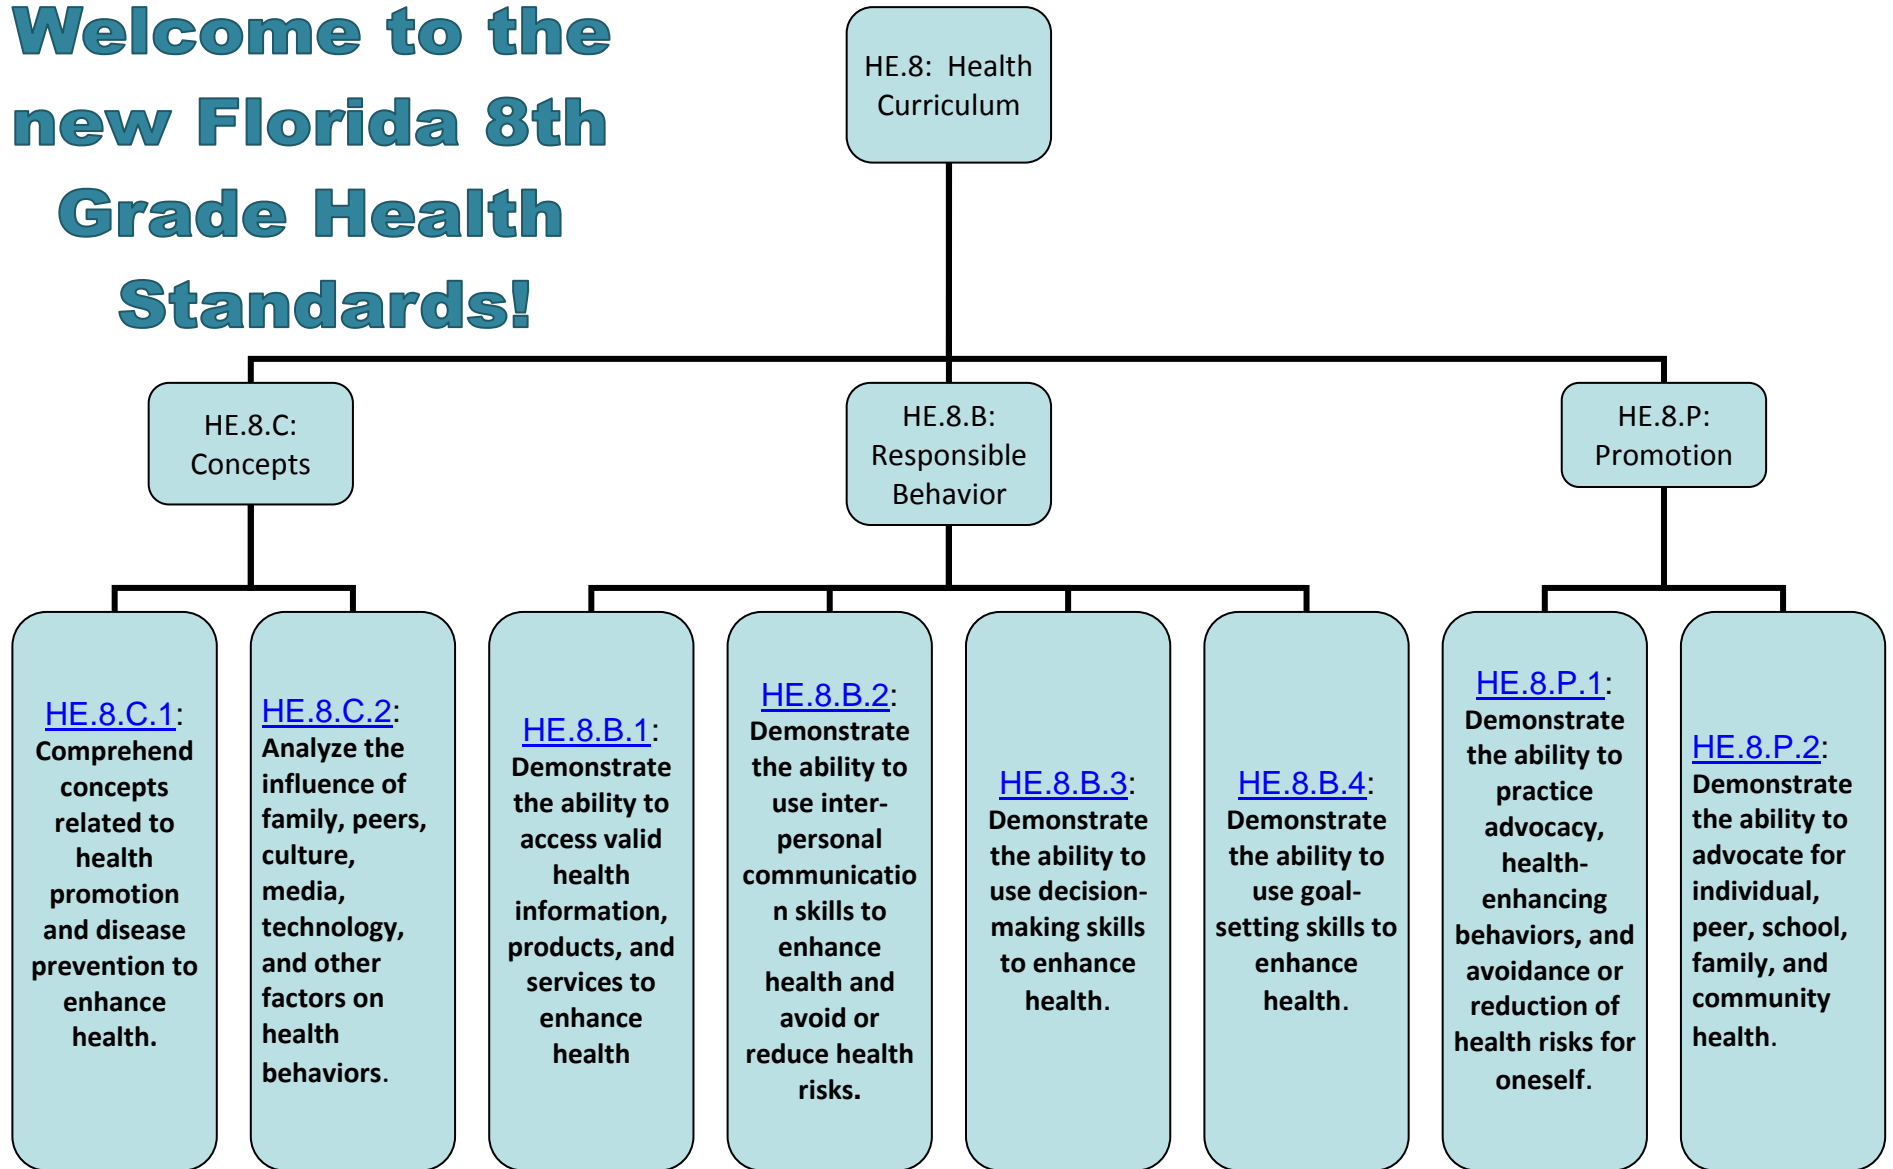 Welcome to the
new Florida 8th
Grade Health
Standards!
HE.8:  Health
Curriculum
HE.8.C:
Concepts
HE.8.B:
Responsible
Behavior
HE.8.P:
Promotion
HE.8.C.1:
Comprehend
concepts
related to
health
promotion
and disease
prevention to
enhance
health.
HE.8.C.2:
Analyze the
influence of
family, peers,
culture,
media,
technology,
and other
factors on
health
behaviors.
HE.8.B.1:
Demonstrate
the ability to
access valid
health
information,
products, and
services to
enhance
health
HE.8.B.2:
Demonstrate
the ability to
use inter-
personal
communicatio
n skills to
enhance
health and
avoid or
reduce health
risks.
HE.8.B.3:
Demonstrate
the ability to
use decision-
making skills
to enhance
health.
HE.8.B.4:
Demonstrate
the ability to
use goal-
setting skills to
enhance
health.
HE.8.P.1:
Demonstrate
the ability to
practice
advocacy,
health-
enhancing
behaviors, and
avoidance or
reduction of
health risks for
oneself.
HE.8.P.2:
Demonstrate
the ability to
advocate for
individual,
peer, school,
family, and
community
health.